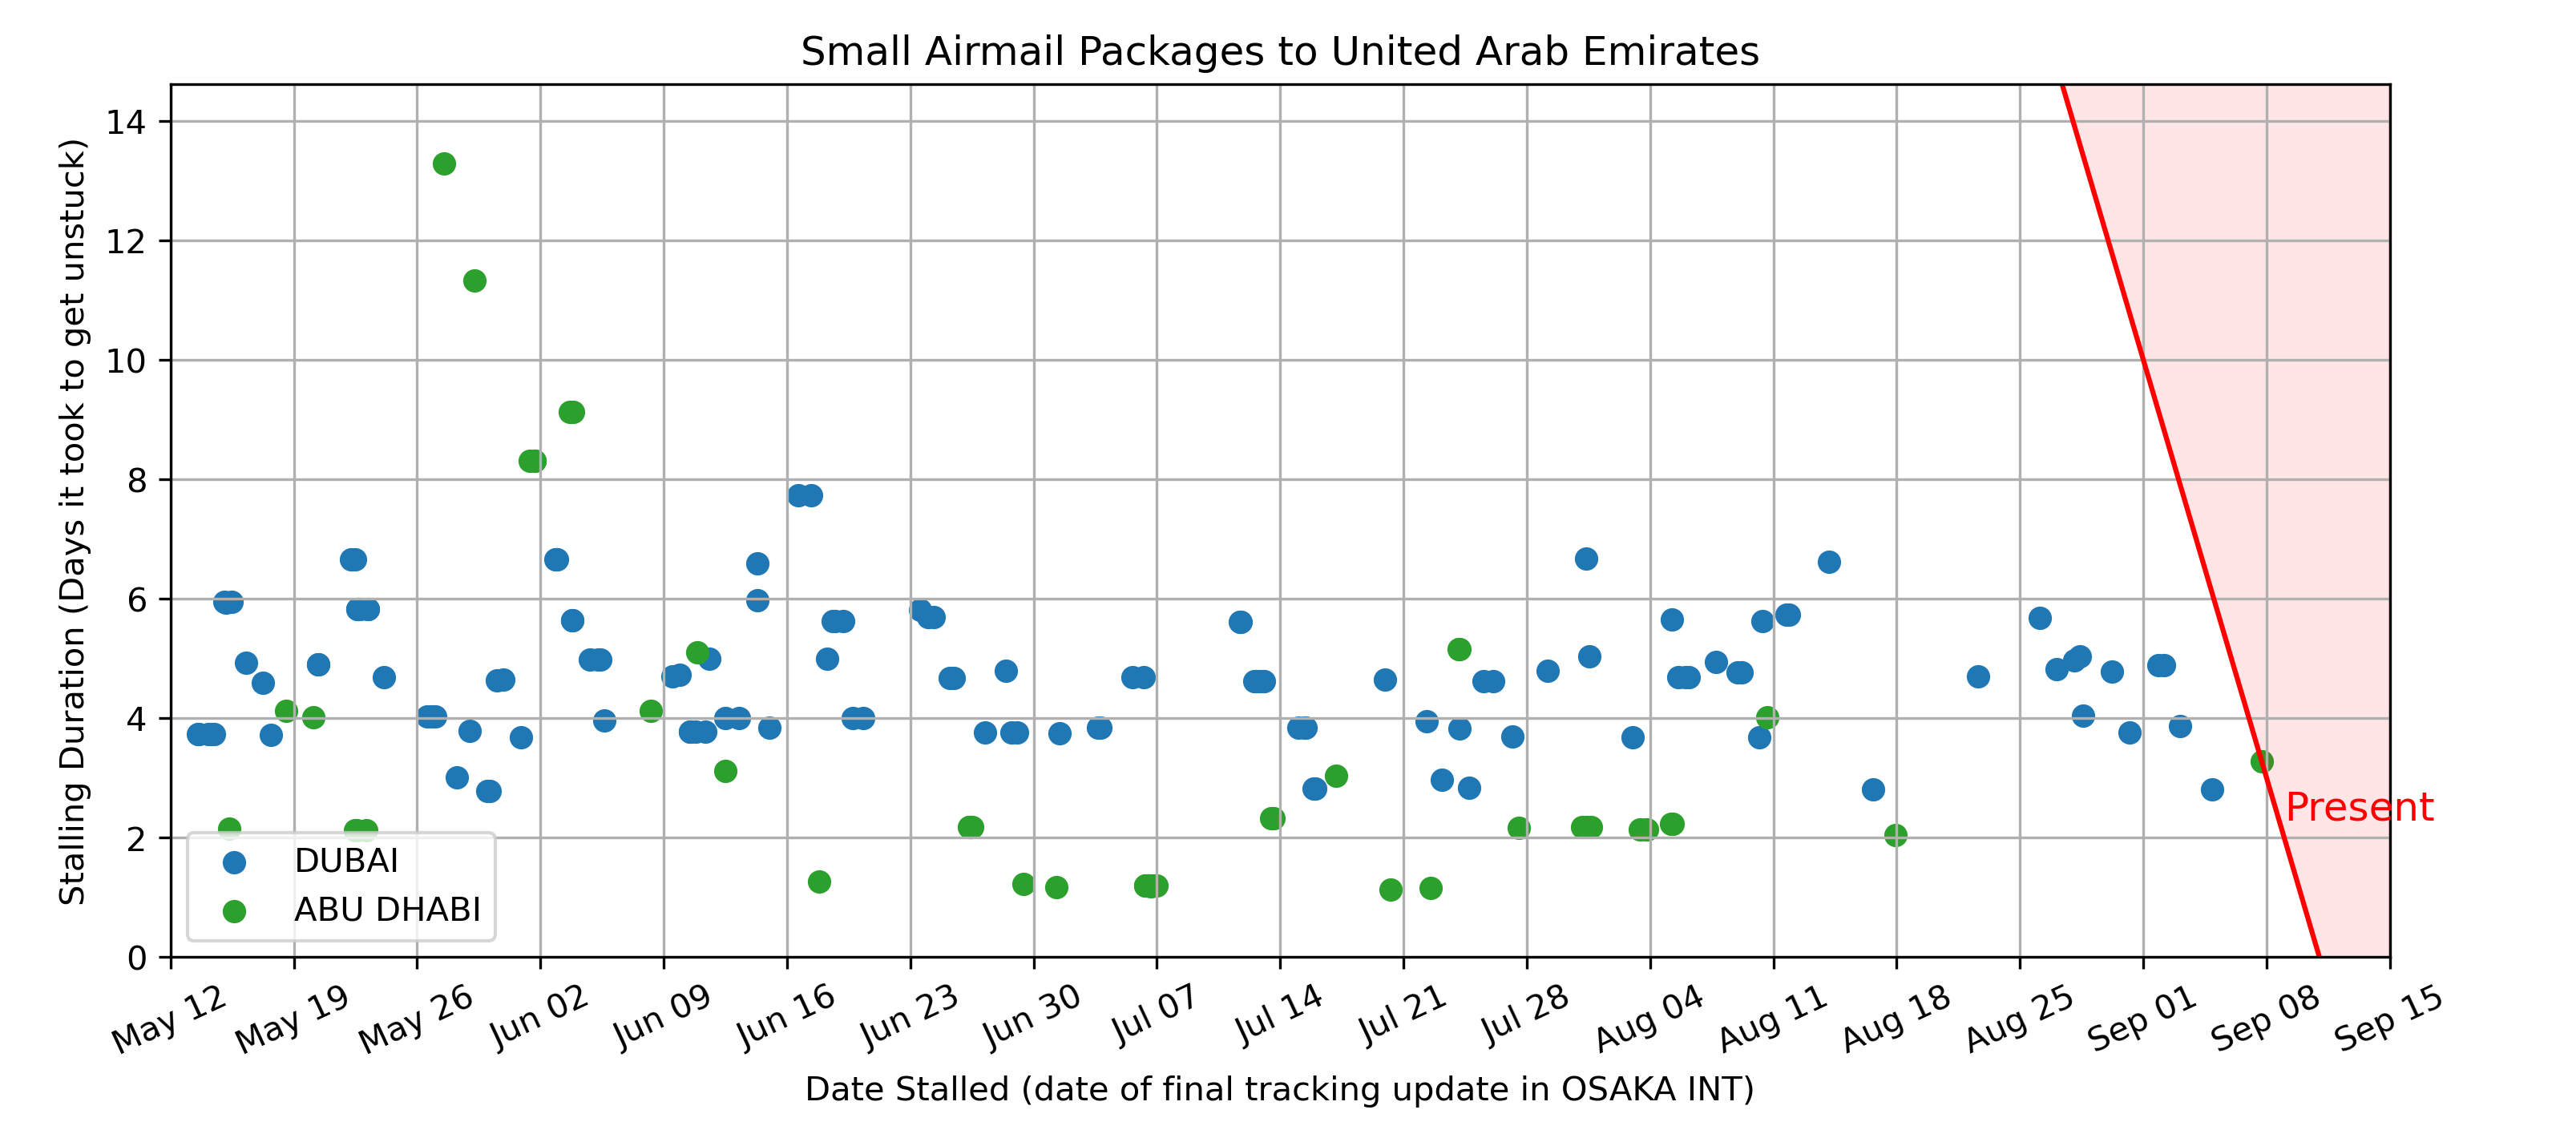 Small Airmail Packages to United Arab Emirates
Stalling Duration (Days it took to get unstuck)
14
12
10
8
6
4
2
0
DUBAI
ABU DHABI
Present
May 12 May 19 May 26 Jun 02 Jun 09 Jun 16 Jun 23 Jun 30 Jul 07 Jul 14 Jul 21 Jul 28 Aug 04 Aug 11 Aug 18 Aug 25 Sep 01 Sep 08 Sep 15
Date Stalled (date of final tracking update in OSAKA INT)